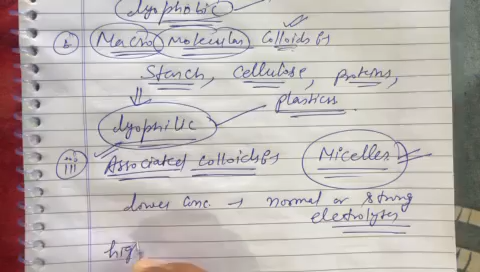 lyophobic
(b) Macro Molecular Colloids
Starch, Cellulose, Proteins,
plastics
lyophilic
(iii) Associated Colloids Micelles
lower Conc. → normal or strong
electrolytes
hig